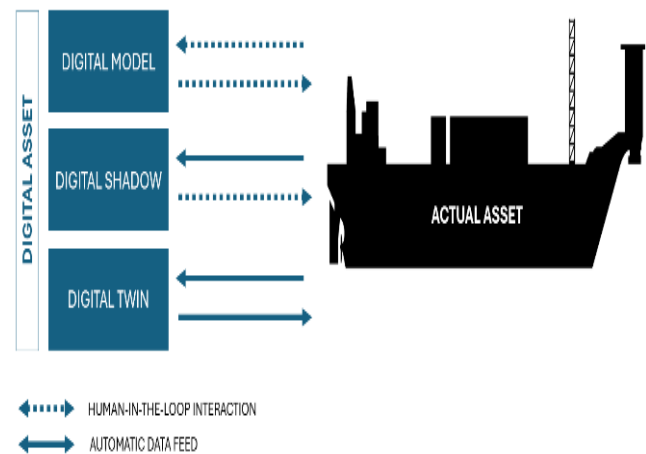 DIGITAL ASSET
DIGITAL MODEL
DIGITAL SHADOW
DIGITAL TWIN
ACTUAL ASSET
HUMAN-IN-THE-LOOP INTERACTION
AUTOMATIC DATA FEED